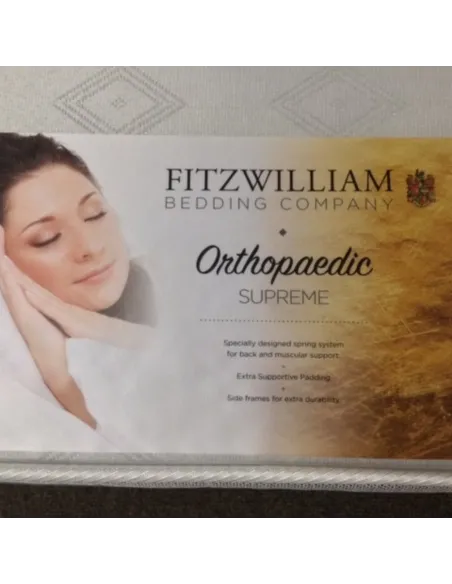 FITZWILLIAM
BEDDING COMPANY
Orthopaedic
SUPREME
Specially designed spring system
for back and muscular support.
Extra Supportive Padding
Side frames for extra durability